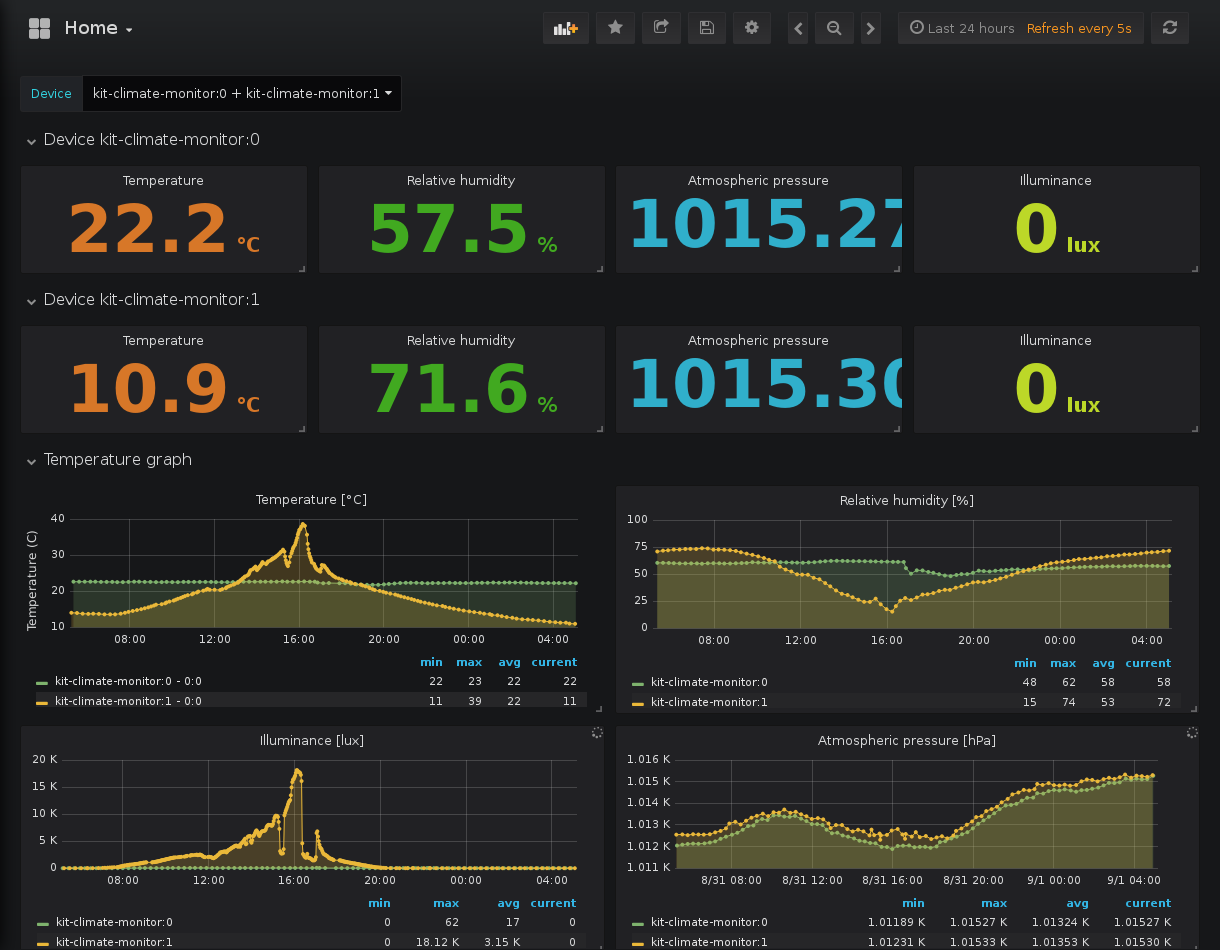 Home
Last 24 hours Refresh every 5s
Device kit-climate-monitor:0 + kit-climate-monitor:1
Device kit-climate-monitor:0
Temperature Relative humidity Atmospheric pressure Illuminance
22.2 °C 57.5 % 1015.27 0 lux
Device kit-climate-monitor:1
Temperature Relative humidity Atmospheric pressure Illuminance
10.9 °C 71.6 % 1015.30 0 lux
Temperature graph
Temperature [°C]
Temperature (C)
40
30
20
10
08:00 12:00 16:00 20:00 00:00 04:00
min max avg current
kit-climate-monitor:0 - 0:0 22 23 22 22
kit-climate-monitor:1 - 0:0 11 39 22 11
Relative humidity [%]
100
75
50
25
0
08:00 12:00 16:00 20:00 00:00 04:00
min max avg current
kit-climate-monitor:0 48 62 58 58
kit-climate-monitor:1 15 74 53 72
Illuminance [lux]
20 K
15 K
10 K
5 K
0
08:00 12:00 16:00 20:00 00:00 04:00
min max avg current
kit-climate-monitor:0 0 62 17 0
kit-climate-monitor:1 0 18.12 K 3.15 K 0
Atmospheric pressure [hPa]
1.016 K
1.015 K
1.014 K
1.013 K
1.012 K
1.011 K
8/31 08:00 8/31 12:00 8/31 16:00 8/31 20:00 9/1 00:00 9/1 04:00
min max avg current
kit-climate-monitor:0 1.01189 K 1.01527 K 1.01324 K 1.01527 K
kit-climate-monitor:1 1.01231 K 1.01533 K 1.01353 K 1.01530 K